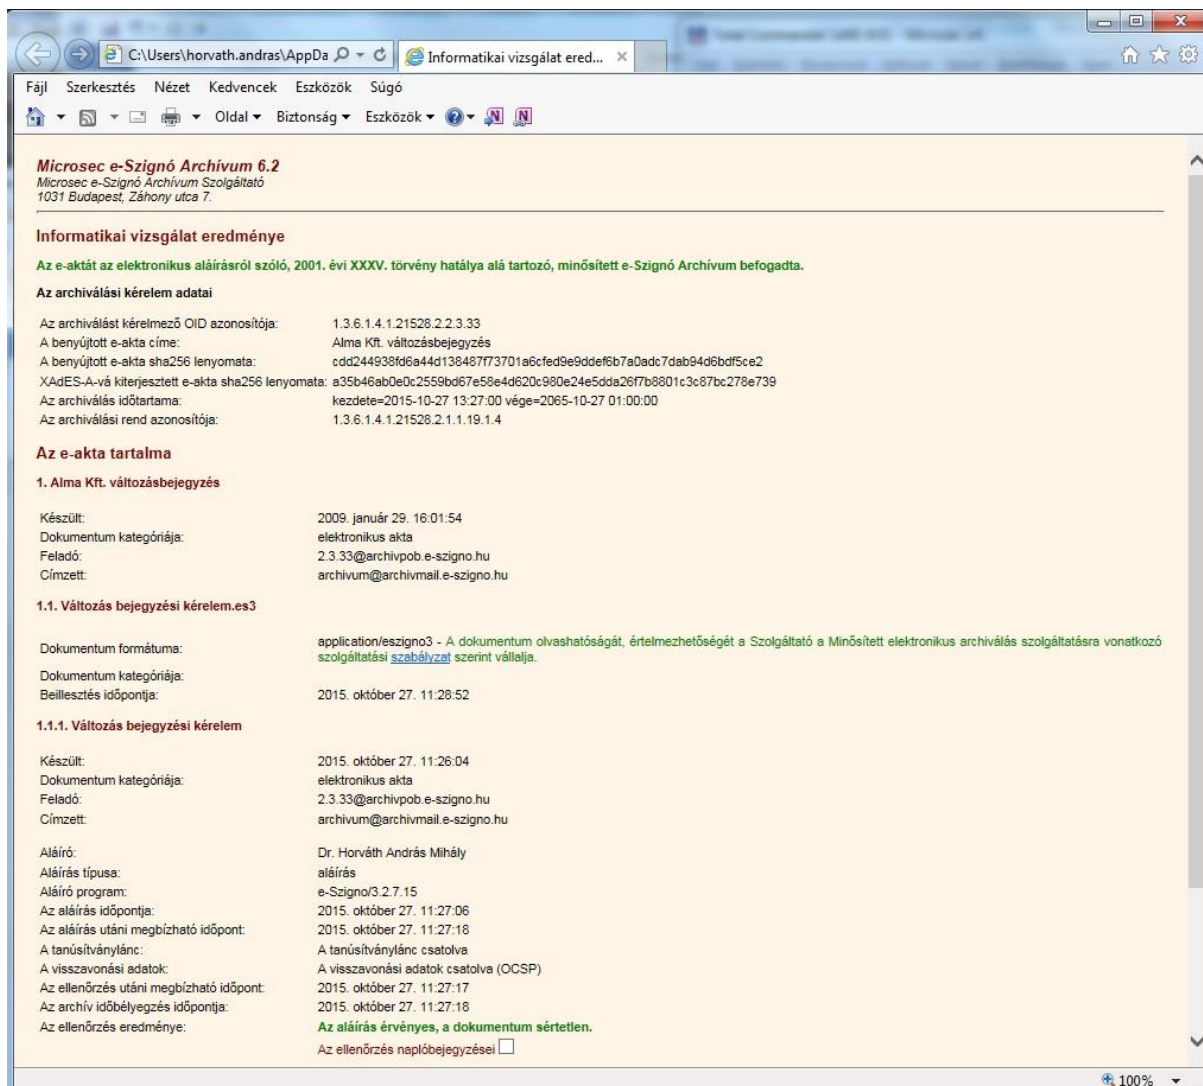 C:\Users\horvath.andras\AppDa
Informatikai vizsgálat ered...
Fájl Szerkesztés Nézet Kedvencek Eszközök Súgó
Oldal Biztonság Eszközök
Microsec e-Szignó Archívum 6.2
Microsec e-Szignó Archívum Szolgáltató
1031 Budapest, Záhony utca 7.
Informatikai vizsgálat eredménye
Az e-aktát az elektronikus aláírásról szóló, 2001. évi XXXV. törvény hatálya alá tartozó, minősített e-Szignó Archívum befogadta.
Az archiválási kérelem adatai
Az archiválást kérelmező OID azonosítója: 1.3.6.1.4.1.21528.2.2.3.33
A benyújtott e-akta címe: Alma Kft. változásbejegyzés
A benyújtott e-akta sha256 lenyomata: cdd244938fd6a44d138487f73701a6cfed9e9ddef6b7a0adc7dab94d6bdf5ce2
XAdES-A-vá kiterjesztett e-akta sha256 lenyomata: a35b46ab0e0c2559bd67e58e4d620c980e24e5dda26f7b8801c3c87bc278e739
Az archiválás időtartama: kezdete=2015-10-27 13:27:00 vége=2065-10-27 01:00:00
Az archiválási rend azonosítója: 1.3.6.1.4.1.21528.2.1.1.19.1.4
Az e-akta tartalma
1. Alma Kft. változásbejegyzés
Készült: 2009. január 29. 16:01:54
Dokumentum kategóriája: elektronikus akta
Feladó: 2.3.33@archivpob.e-szigno.hu
Címzett: archivum@archivmail.e-szigno.hu
1.1. Változás bejegyzési kérelem.es3
Dokumentum formátuma: application/eszigno3 - A dokumentum olvashatóságát, értelmezhetőségét a Szolgáltató a Minősített elektronikus archiválás szolgáltatásra vonatkozó
szolgáltatási szabályzat szerint vállalja.
Dokumentum kategóriája:
Beillesztés időpontja: 2015. október 27. 11:28:52
1.1.1. Változás bejegyzési kérelem
Készült: 2015. október 27. 11:26:04
Dokumentum kategóriája: elektronikus akta
Feladó: 2.3.33@archivpob.e-szigno.hu
Címzett: archivum@archivmail.e-szigno.hu
Aláíró: Dr. Horváth András Mihály
Aláírás típusa: aláírás
Aláíró program: e-Szigno/3.2.7.15
Az aláírás időpontja: 2015. október 27. 11:27:06
Az aláírás utáni megbízható időpont: 2015. október 27. 11:27:18
A tanúsítványlánc: A tanúsítványlánc csatolva
A visszavonási adatok: A visszavonási adatok csatolva (OCSP)
Az ellenőrzés utáni megbízható időpont: 2015. október 27. 11:27:17
Az archív időbélyegzés időpontja: 2015. október 27. 11:27:18
Az ellenőrzés eredménye: Az aláírás érvényes, a dokumentum sértetlen.
Az ellenőrzés naplóbejegyzései
100%